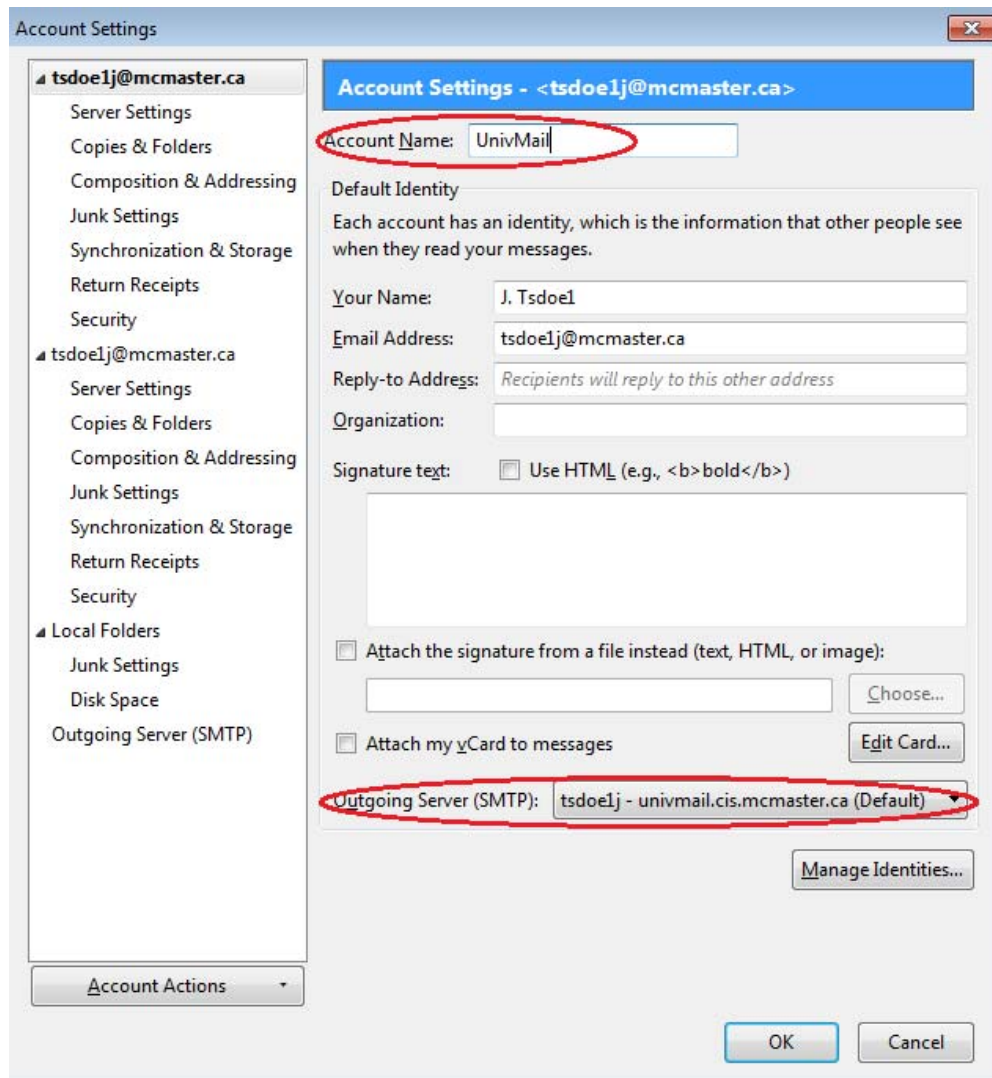 Account Settings
tsdoe1j@mcmaster.ca
Server Settings
Copies & Folders
Composition & Addressing
Junk Settings
Synchronization & Storage
Return Receipts
Security
tsdoe1j@mcmaster.ca
Server Settings
Copies & Folders
Composition & Addressing
Junk Settings
Synchronization & Storage
Return Receipts
Security
Local Folders
Junk Settings
Disk Space
Outgoing Server (SMTP)
Account Actions
Account Settings - <tsdoe1j@mcmaster.ca>
Account Name: UnivMail
Default Identity
Each account has an identity, which is the information that other people see
when they read your messages.
Your Name: J. Tsdoe1
Email Address: tsdoe1j@mcmaster.ca
Reply-to Address: Recipients will reply to this other address
Organization:
Signature text: Use HTML (e.g., <b>bold</b>)
Attach the signature from a file instead (text, HTML, or image):
Choose...
Attach my vCard to messages Edit Card...
Outgoing Server (SMTP): tsdoe1j - univmail.cis.mcmaster.ca (Default)
Manage Identities...
OK Cancel